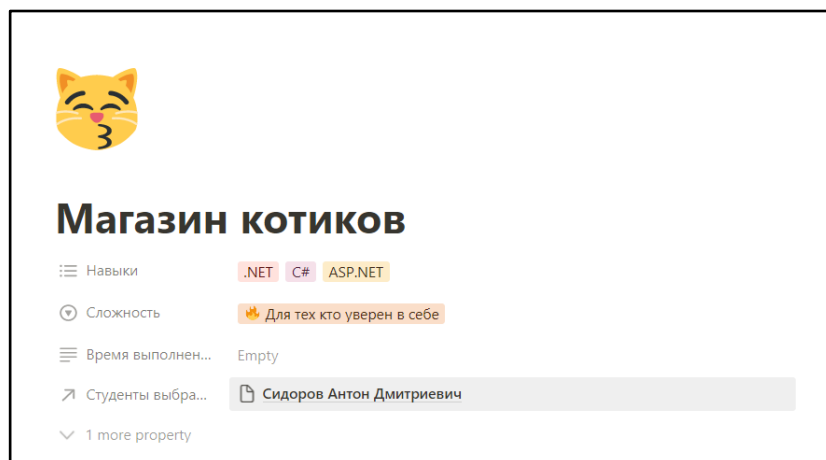 Магазин котиков
Навыки .NET C# ASP.NET
Сложность 🔥 Для тех кто уверен в себе
Время выполнен... Empty
Студенты выбра... Сидоров Антон Дмитриевич
1 more property